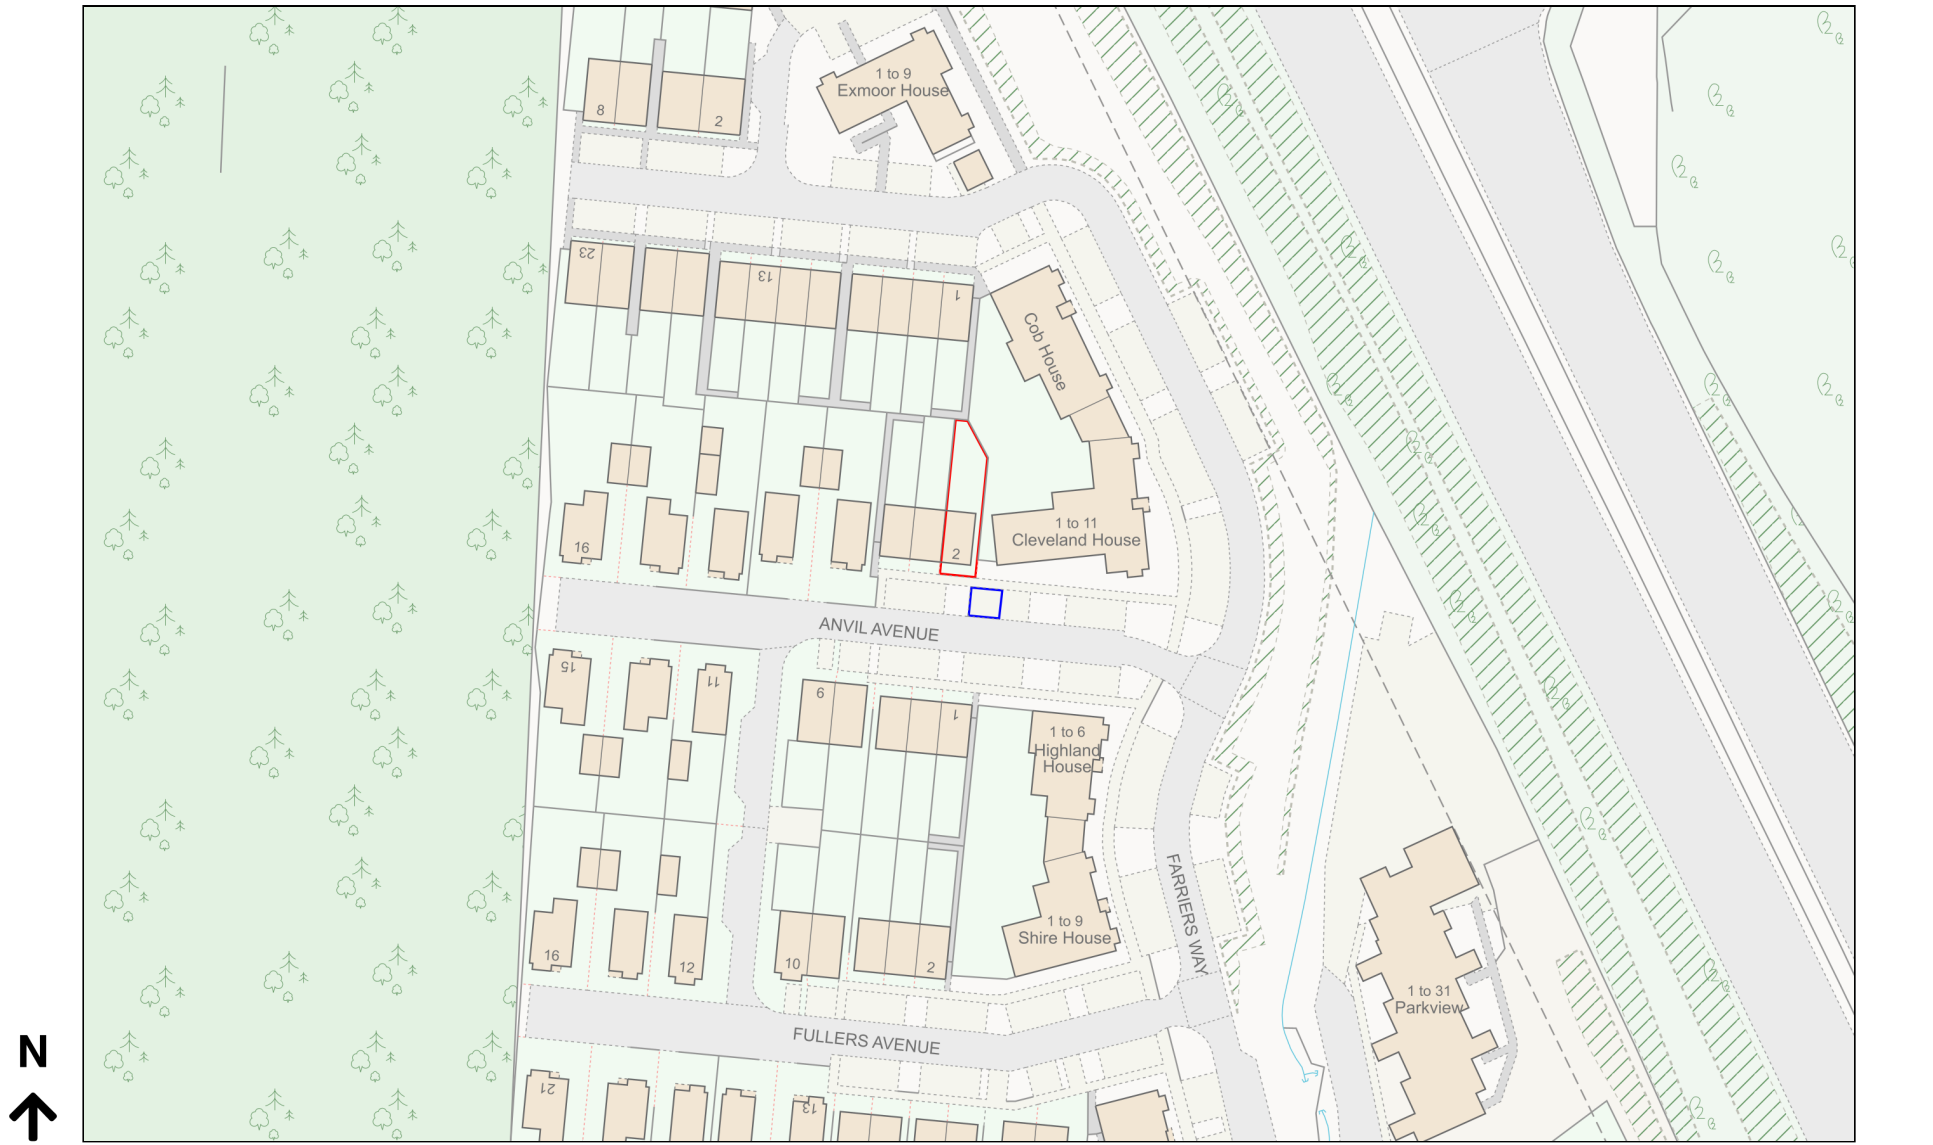 1 to 9
Exmoor House
8
2
23
13
1
Cob House
16
2
1 to 11
Cleveland House
ANVIL AVENUE
15
11
6
1
1 to 6
Highland
House
FARRIERS WAY
16
12
10
2
1 to 9
Shire House
1 to 31
Parkview
FULLERS AVENUE
N
21
13